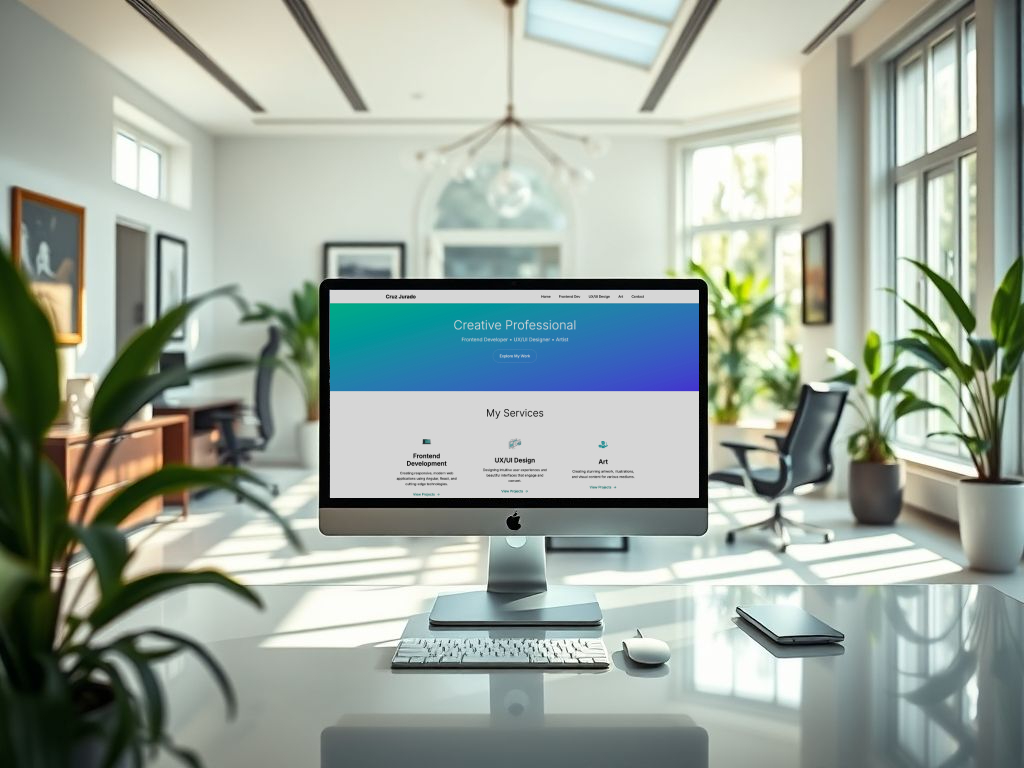 Cruz Jurado
Home Frontend Dev UX/UI Design Art Contact
Creative Professional
Frontend Developer • UX/UI Designer • Artist
Explore My Work
My Services
Frontend
Development
Creating responsive, modern web
applications using Angular, React, and
cutting-edge technologies.
View Projects →
UX/UI Design
Designing intuitive user experiences and
beautiful interfaces that engage and
convert.
View Projects →
Art
Creating stunning artwork, illustrations,
and visual content for various mediums.
View Projects →